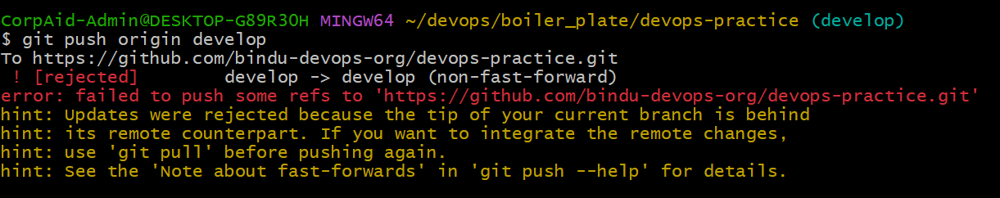 CorpAid-Admin@DESKTOP-G89R3OH MINGW64 ~/devops/boiler_plate/devops-practice (develop)
$ git push origin develop
To https://github.com/bindu-devops-org/devops-practice.git
 ! [rejected]        develop -> develop (non-fast-forward)
error: failed to push some refs to 'https://github.com/bindu-devops-org/devops-practice.git'
hint: Updates were rejected because the tip of your current branch is behind
hint: its remote counterpart. If you want to integrate the remote changes,
hint: use 'git pull' before pushing again.
hint: See the 'Note about fast-forwards' in 'git push --help' for details.